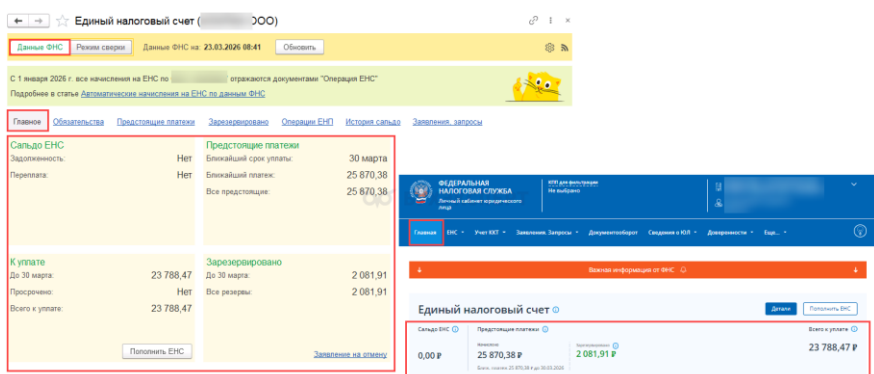 Единый налоговый счет (ООО)
Данные ФНС Режим сверки Данные ФНС на: 23.03.2026 08:41 Обновить
С 1 января 2026 г. все начисления на ЕНС по отражаются документами "Операция ЕНС"
Подробнее в статье Автоматические начисления на ЕНС по данным ФНС
Главное Обязательства Предстоящие платежи Зарезервировано Операции ЕНП История сальдо Заявления, запросы
Сальдо ЕНС
Задолженность: Нет
Переплата: Нет
Предстоящие платежи
Ближайший срок уплаты: 30 марта
Ближайший платеж: 25 870,38
Все предстоящие: 25 870,38
К уплате
До 30 марта: 23 788,47
Просрочено: Нет
Всего к уплате: 23 788,47
Пополнить ЕНС
Зарезервировано
До 30 марта: 2 081,91
Все резервы: 2 081,91
Заявление на отмену
ФЕДЕРАЛЬНАЯ
НАЛОГОВАЯ СЛУЖБА
Личный кабинет юридического
лица
КПП для фильтрации
Не выбрано
Главная ЕНС Учет ККТ Заявления. Запросы Документооборот Сведения о ЮЛ Доверенности Еще...
Важная информация от ФНС
Единый налоговый счет
Детали Пополнить ЕНС
Сальдо ЕНС Предстоящие платежи Всего к уплате
Начислено Зарезервировано
0,00 ₽ 25 870,38 ₽ 2 081,91 ₽ 23 788,47 ₽